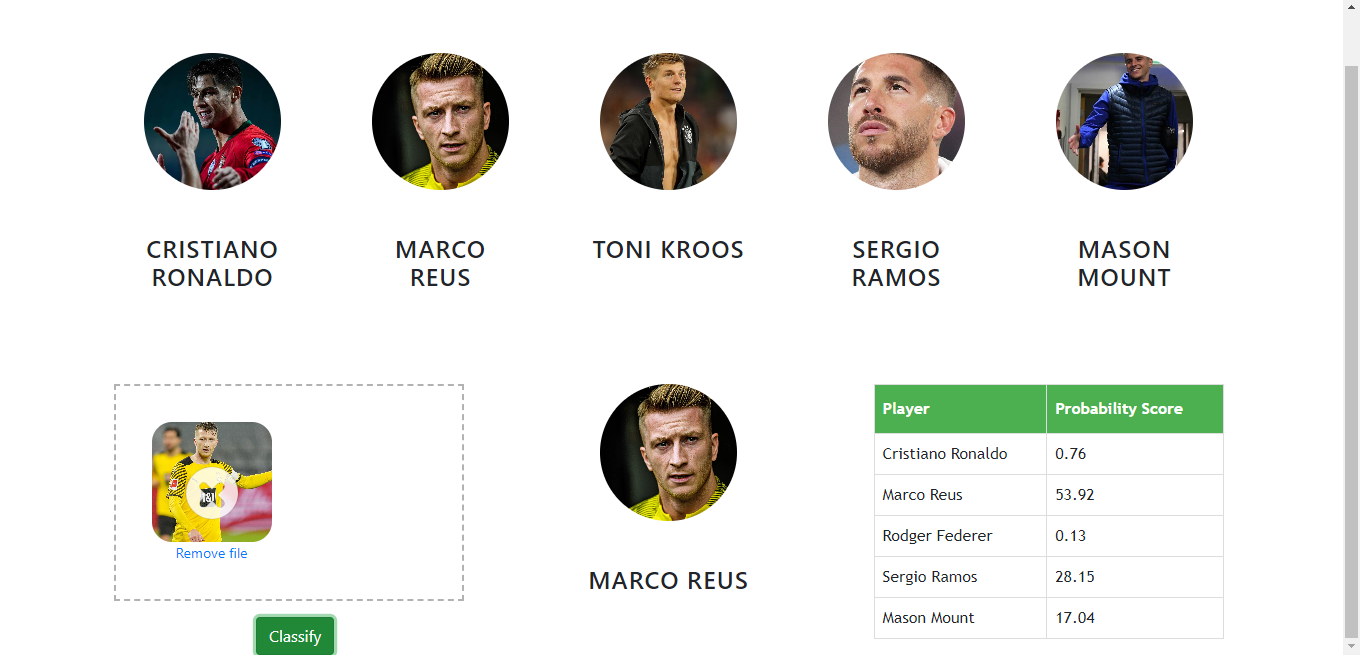 CRISTIANO
RONALDO
MARCO
REUS
TONI KROOS
SERGIO
RAMOS
MASON
MOUNT
1&1
Remove file
Classify
MARCO REUS
Player Probability Score
Cristiano Ronaldo 0.76
Marco Reus 53.92
Rodger Federer 0.13
Sergio Ramos 28.15
Mason Mount 17.04